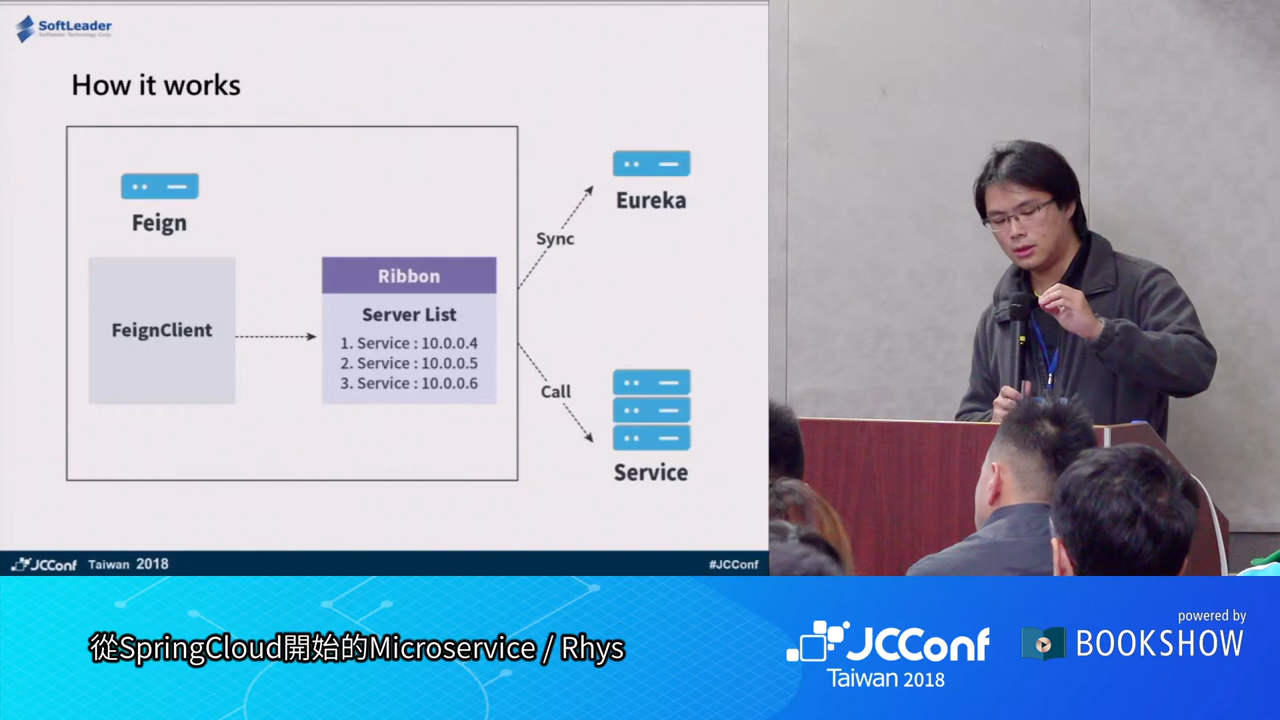 SoftLeader
Softleader Technology Corp.
How it works
Feign
FeignClient
Ribbon
Server List
1. Service : 10.0.0.4
2. Service : 10.0.0.5
3. Service : 10.0.0.6
Sync
Eureka
Call
Service
JCConf Taiwan 2018
#JCConf
從SpringCloud開始的Microservice / Rhys
JCConf
Taiwan 2018
powered by
BOOKSHOW